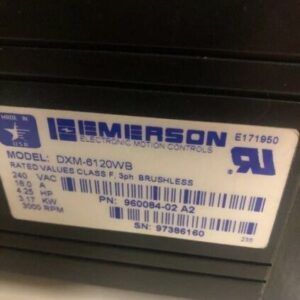 MADE IN
USA
EMERSON
ELECTRONIC MOTION CONTROLS
E171950
MODEL: DXM-6120WB
RATED VALUES CLASS F, 3ph BRUSHLESS
240 VAC
16.0 A
4.25 HP
3.17 KW
3000 RPM
PN: 960084-02 A2
SN: 97386160